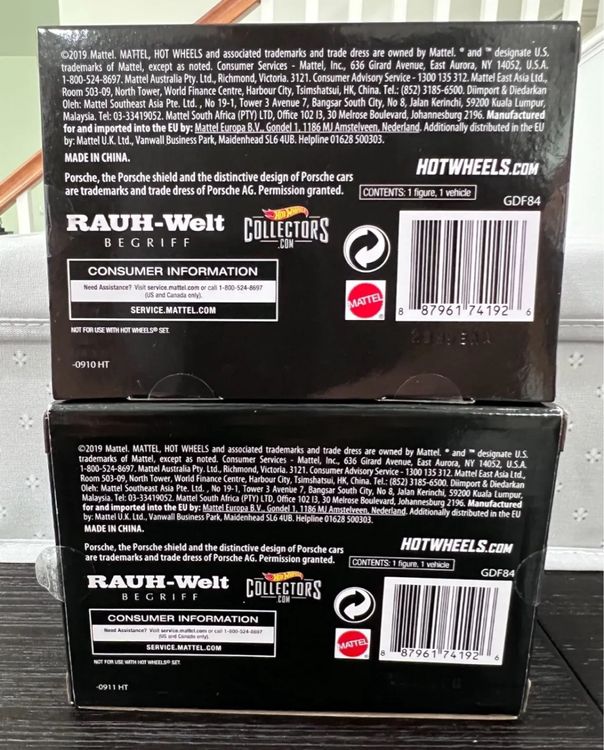 ©2019 Mattel. MATTEL, HOT WHEELS and associated trademarks and trade dress are owned by Mattel. ® and ™ designate U.S.
trademarks of Mattel, except as noted. Consumer Services - Mattel, Inc., 636 Girard Avenue, East Aurora, NY 14052, U.S.A.
1-800-524-8697. Mattel Australia Pty. Ltd., Richmond, Victoria. 3121. Consumer Advisory Service - 1300 135 312. Mattel East Asia Ltd.,
Room 503-09, North Tower, World Finance Centre, Harbour City, Tsimshatsui, HK, China. Tel.: (852) 3185-6500. Diimport & Diedarkan
Oleh: Mattel Southeast Asia Pte. Ltd. , No 19-1, Tower 3 Avenue 7, Bangsar South City, No 8, Jalan Kerinchi, 59200 Kuala Lumpur,
Malaysia. Tel: 03-33419052. Mattel South Africa (PTY) LTD, Office 102 I3, 30 Melrose Boulevard, Johannesburg 2196. Manufactured
for and imported into the EU by: Mattel Europa B.V., Gondel 1, 1186 MJ Amstelveen, Nederland. Additionally distributed in the EU
by: Mattel U.K. Ltd., Vanwall Business Park, Maidenhead SL6 4UB. Helpline 01628 500303.
MADE IN CHINA.
Porsche, the Porsche shield and the distinctive design of Porsche cars
are trademarks and trade dress of Porsche AG. Permission granted.
HOTWHEELS.COM
CONTENTS: 1 figure, 1 vehicle
GDF84
RAUH-Welt
BEGRIFF
Hot Wheels
COLLECTORS
.COM
CONSUMER INFORMATION
Need Assistance? Visit service.mattel.com or call 1-800-524-8697
(US and Canada only).
SERVICE.MATTEL.COM
MATTEL
8 87961 74192 6
NOT FOR USE WITH HOT WHEELS® SET.
-0910 HT
©2019 Mattel. MATTEL, HOT WHEELS and associated trademarks and trade dress are owned by Mattel. ® and ™ designate U.S.
trademarks of Mattel, except as noted. Consumer Services - Mattel, Inc., 636 Girard Avenue, East Aurora, NY 14052, U.S.A.
1-800-524-8697. Mattel Australia Pty. Ltd., Richmond, Victoria. 3121. Consumer Advisory Service - 1300 135 312. Mattel East Asia Ltd.,
Room 503-09, North Tower, World Finance Centre, Harbour City, Tsimshatsui, HK, China. Tel.: (852) 3185-6500. Diimport & Diedarkan
Oleh: Mattel Southeast Asia Pte. Ltd. , No 19-1, Tower 3 Avenue 7, Bangsar South City, No 8, Jalan Kerinchi, 59200 Kuala Lumpur,
Malaysia. Tel: 03-33419052. Mattel South Africa (PTY) LTD, Office 102 I3, 30 Melrose Boulevard, Johannesburg 2196. Manufactured
for and imported into the EU by: Mattel Europa B.V., Gondel 1, 1186 MJ Amstelveen, Nederland. Additionally distributed in the EU
by: Mattel U.K. Ltd., Vanwall Business Park, Maidenhead SL6 4UB. Helpline 01628 500303.
MADE IN CHINA.
Porsche, the Porsche shield and the distinctive design of Porsche cars
are trademarks and trade dress of Porsche AG. Permission granted.
HOTWHEELS.COM
CONTENTS: 1 figure, 1 vehicle
GDF84
RAUH-Welt
BEGRIFF
Hot Wheels
COLLECTORS
.COM
CONSUMER INFORMATION
Need Assistance? Visit service.mattel.com or call 1-800-524-8697
(US and Canada only).
SERVICE.MATTEL.COM
MATTEL
8 87961 74192 6
NOT FOR USE WITH HOT WHEELS® SET.
-0911 HT